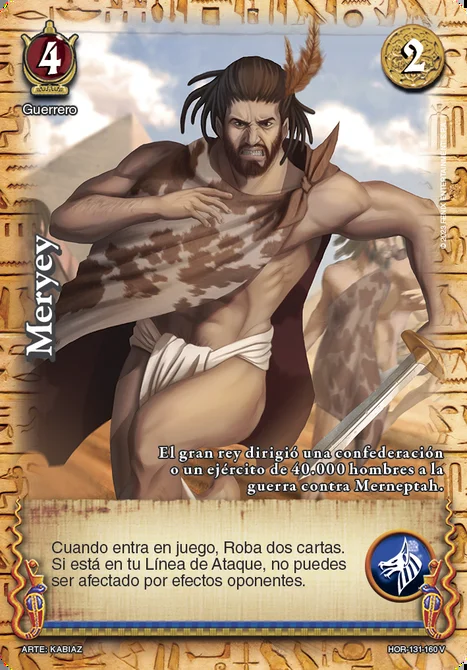 4
2
Guerrero
Meryey
El gran rey dirigió una confederación
o un ejército de 40.000 hombres a la
guerra contra Merneptah.
Cuando entra en juego, Roba dos cartas.
Si está en tu Línea de Ataque, no puedes
ser afectado por efectos oponentes.
ARTE: KABIAZ
HOR-131-160 V